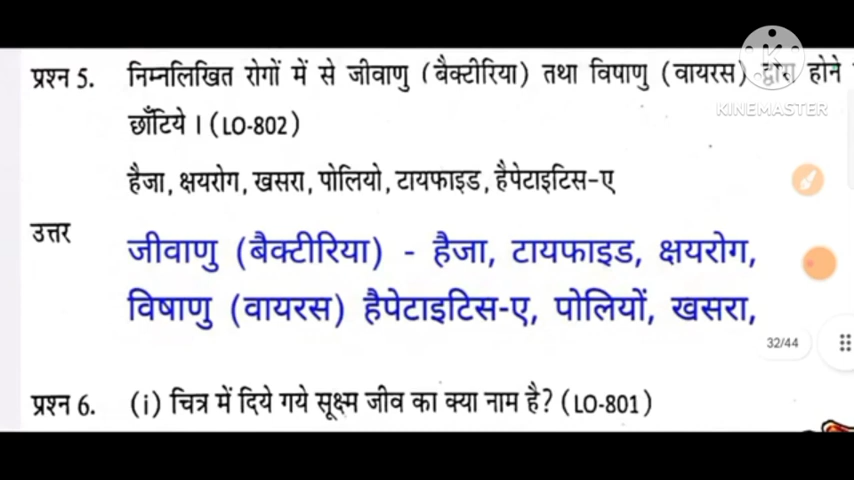 प्रश्न 5. निम्नलिखित रोगों में से जीवाणु (बैक्टीरिया) तथा विषाणु (वायरस) द्वारा होने
KINEMASTER
छाँटिये । (LO-802)
हैजा, क्षयरोग, खसरा, पोलियो, टायफाइड, हैपेटाइटिस-ए
उत्तर
जीवाणु (बैक्टीरिया) - हैजा, टायफाइड, क्षयरोग,
विषाणु (वायरस) हैपेटाइटिस-ए, पोलियों, खसरा,
32/44
प्रश्न 6. (i) चित्र में दिये गये सूक्ष्म जीव का क्या नाम है? (LO-801)